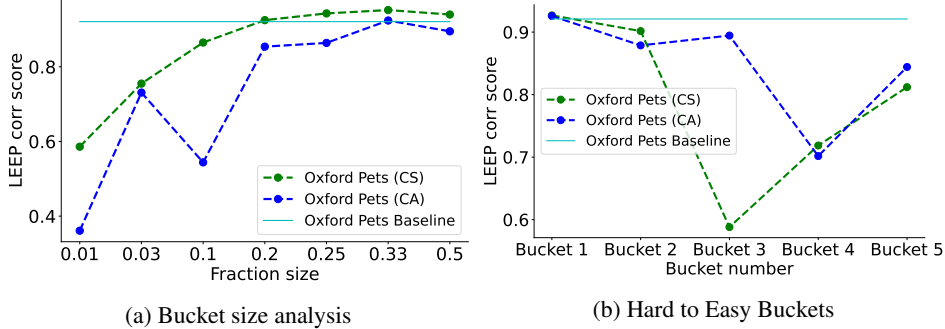 LEEP corr score
0.8
0.6
0.4
Oxford Pets (CS)
Oxford Pets (CA)
Oxford Pets Baseline
0.01 0.03 0.1 0.2 0.25 0.33 0.5
Fraction size
(a) Bucket size analysis
LEEP corr score
0.9
0.8
0.7
0.6
Oxford Pets (CS)
Oxford Pets (CA)
Oxford Pets Baseline
Bucket 1 Bucket 2 Bucket 3 Bucket 4 Bucket 5
Bucket number
(b) Hard to Easy Buckets